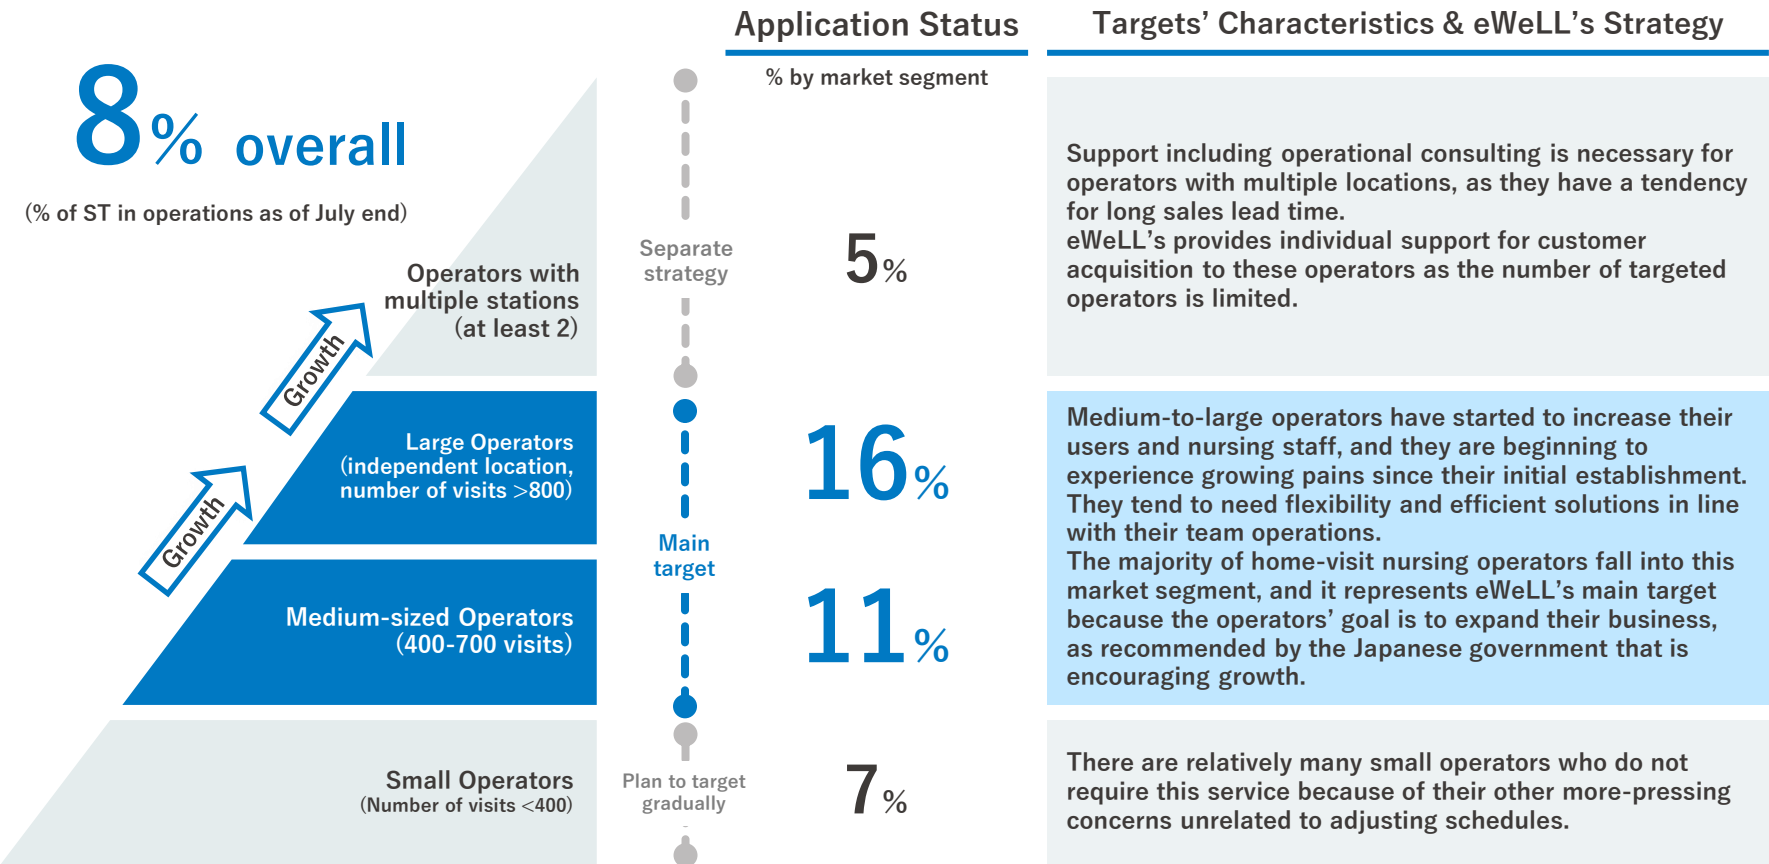 Application Status
Targets’ Characteristics & eWeLL’s Strategy
% by market segment
8% overall
(% of ST in operations as of July end)
Operators with
multiple stations
(at least 2)
Growth
Separate
strategy
5%
Support including operational consulting is necessary for
operators with multiple locations, as they have a tendency
for long sales lead time.
eWeLL’s provides individual support for customer
acquisition to these operators as the number of targeted
operators is limited.
Large Operators
(independent location,
number of visits >800)
Growth
16%
Main
target
Medium-sized Operators
(400-700 visits)
11%
Medium-to-large operators have started to increase their
users and nursing staff, and they are beginning to
experience growing pains since their initial establishment.
They tend to need flexibility and efficient solutions in line
with their team operations.
The majority of home-visit nursing operators fall into this
market segment, and it represents eWeLL’s main target
because the operators’ goal is to expand their business,
as recommended by the Japanese government that is
encouraging growth.
Small Operators
(Number of visits <400)
Plan to target
gradually
7%
There are relatively many small operators who do not
require this service because of their other more-pressing
concerns unrelated to adjusting schedules.